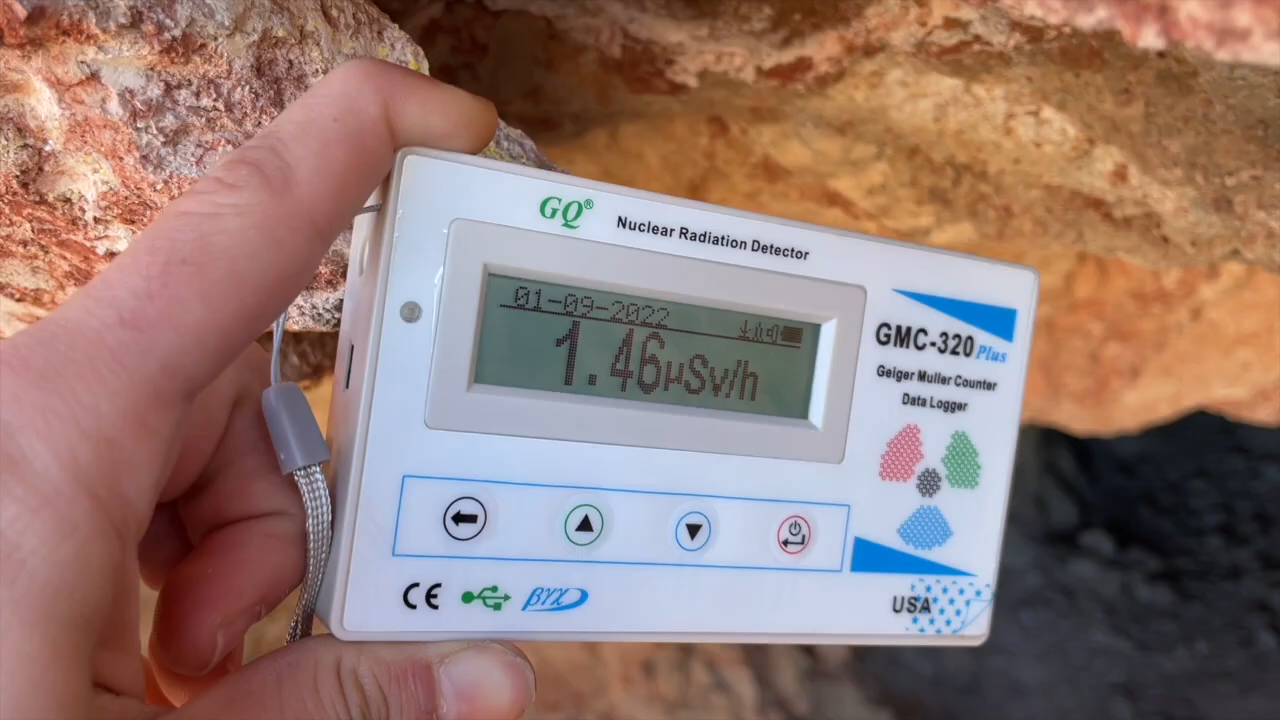 GQ®
Nuclear Radiation Detector
01-09-2022
1.46µSv/h
GMC-320 Plus
Geiger Muller Counter
Data Logger
CE
βγχ
USA